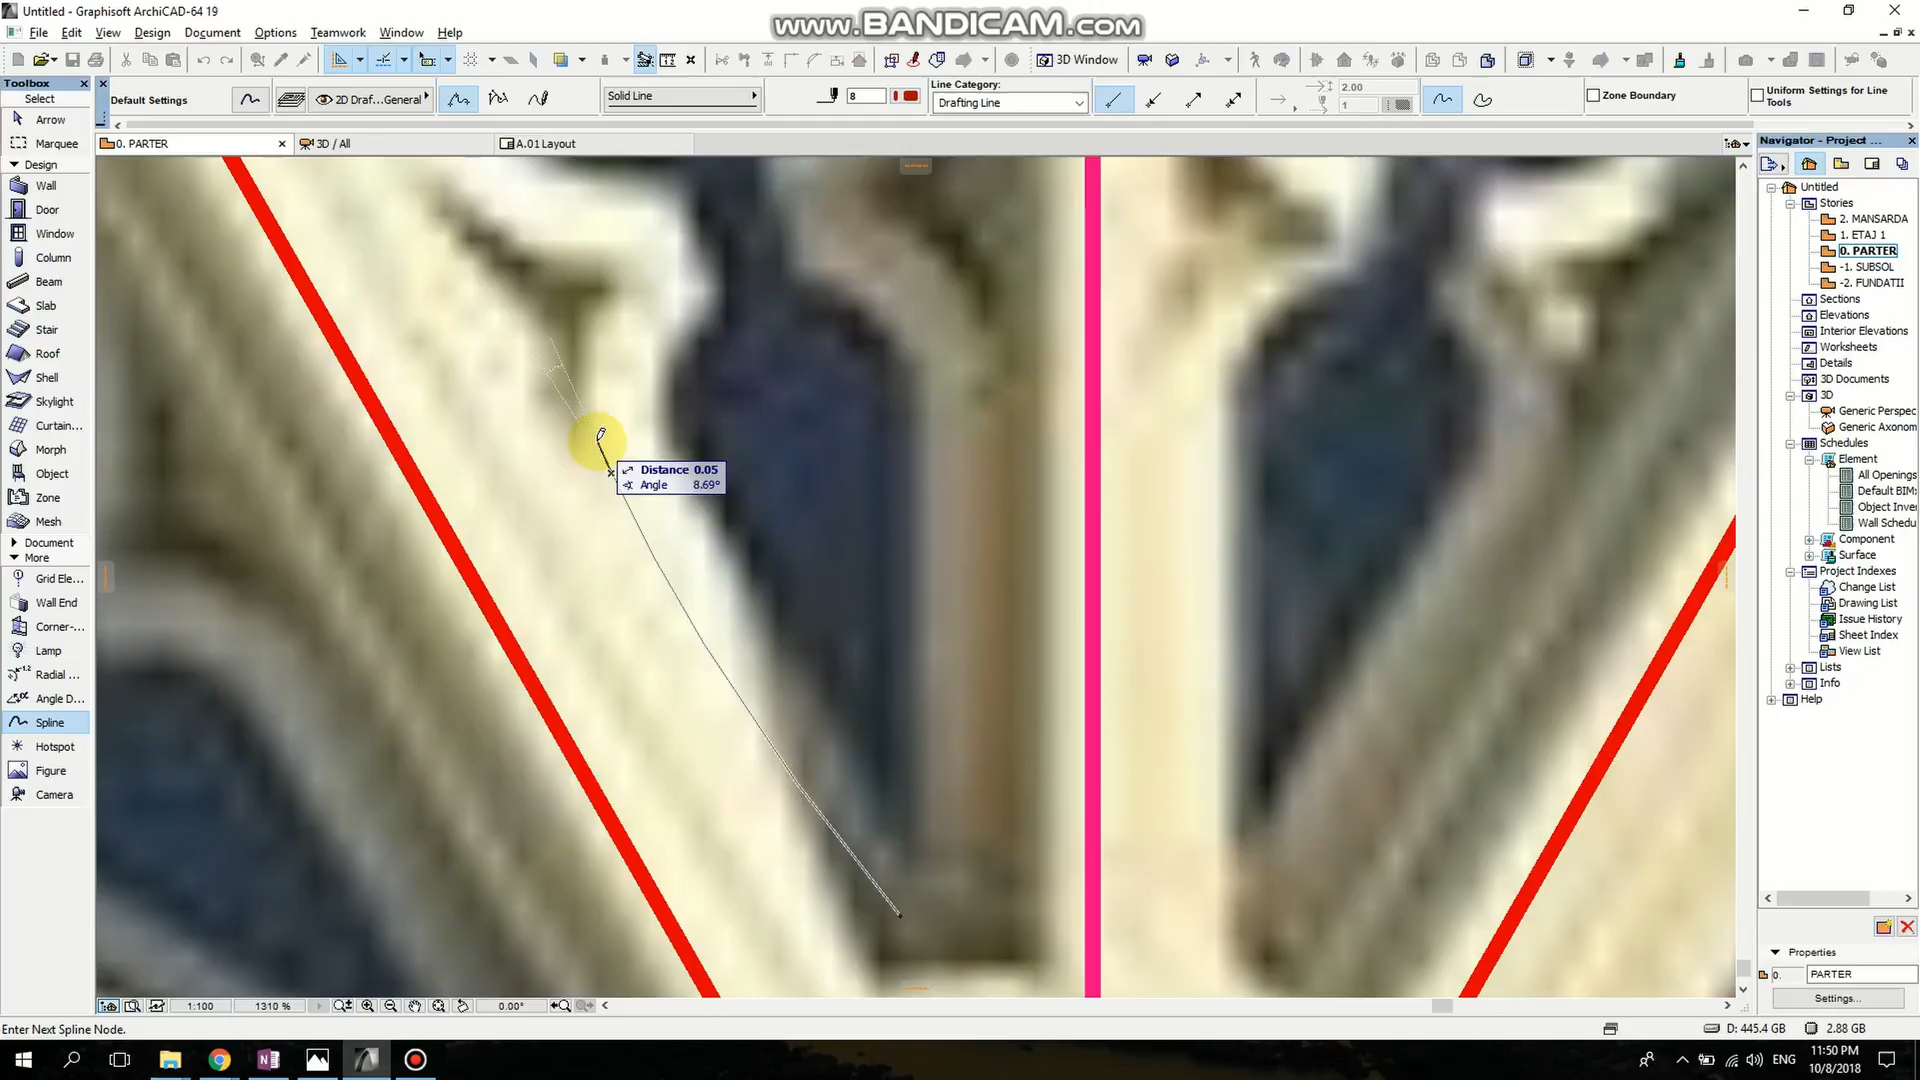 Untitled - Graphisoft ArchiCAD-64 19
www.BANDICAM.com
File Edit View Design Document Options Teamwork Window Help
3D Window
Toolbox
Select
Arrow
Marquee
Design
Wall
Door
Window
Column
Beam
Slab
Stair
Roof
Shell
Skylight
Curtain...
Morph
Object
Zone
Mesh
Document
More
Grid Ele...
Wall End
Corner-...
Lamp
Radial ...
Angle D...
Spline
Hotspot
Figure
Camera
Default Settings
2D Draf...General
Solid Line
8
Line Category:
Drafting Line
2.00
1
Zone Boundary
Uniform Settings for Line Tools
0. PARTER
3D / All
A.01 Layout
Distance 0.05
Angle 8.69°
Navigator - Project ...
Untitled
Stories
2. MANSARDA
1. ETAJ 1
0. PARTER
-1. SUBSOL
-2. FUNDATII
Sections
Elevations
Interior Elevations
Worksheets
Details
3D Documents
3D
Generic Perspec
Generic Axonom
Schedules
Element
All Openings
Default BIM:
Object Inver
Wall Schedu
Component
Surface
Project Indexes
Change List
Drawing List
Issue History
Sheet Index
View List
Lists
Info
Help
Properties
0. PARTER
Settings...
1:100 1310 % 0.00°
Enter Next Spline Node.
D: 445.4 GB 2.88 GB
ENG
11:50 PM
10/8/2018